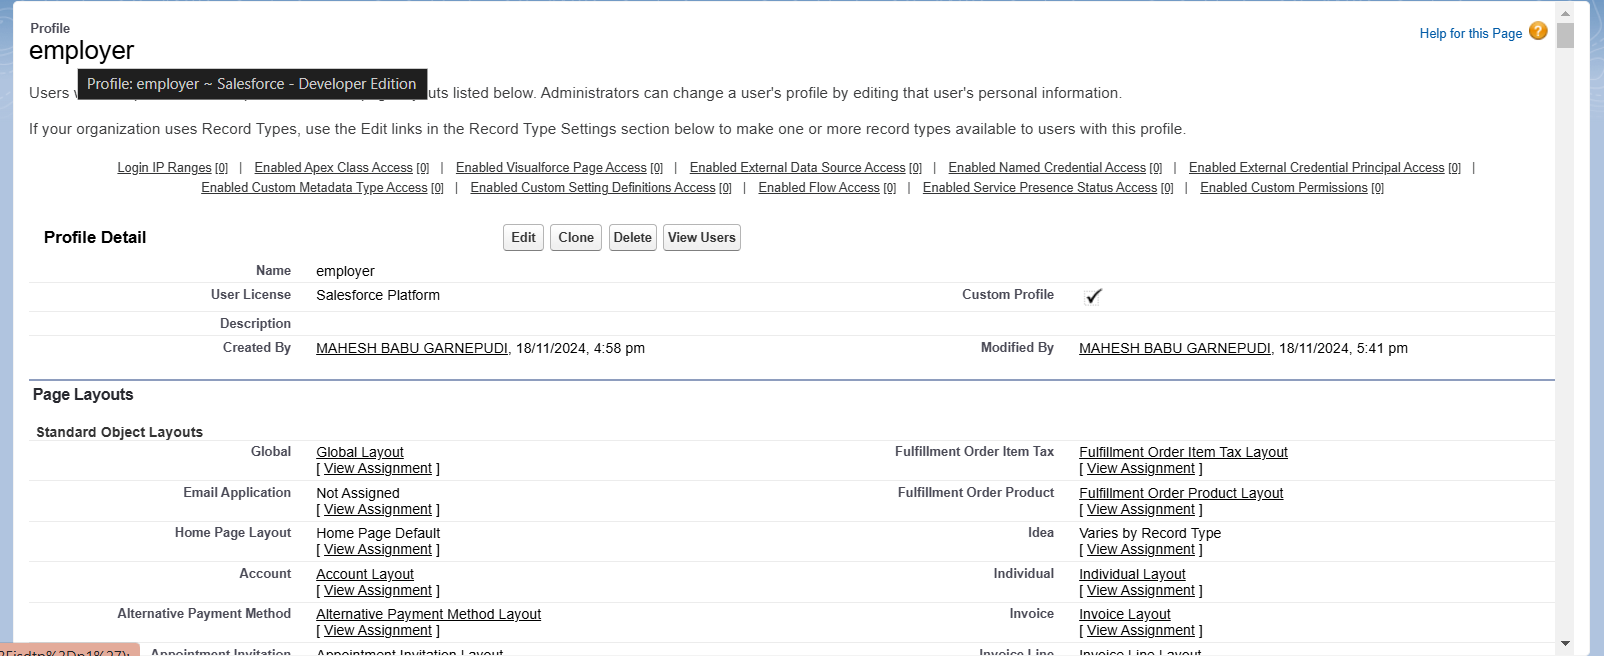 Profile
employer
Help for this Page ?
Profile: employer ~ Salesforce - Developer Edition
Users listed below. Administrators can change a user's profile by editing that user's personal information.
If your organization uses Record Types, use the Edit links in the Record Type Settings section below to make one or more record types available to users with this profile.
Login IP Ranges [0] | Enabled Apex Class Access [0] | Enabled Visualforce Page Access [0] | Enabled External Data Source Access [0] | Enabled Named Credential Access [0] | Enabled External Credential Principal Access [0] |
Enabled Custom Metadata Type Access [0] | Enabled Custom Setting Definitions Access [0] | Enabled Flow Access [0] | Enabled Service Presence Status Access [0] | Enabled Custom Permissions [0]
Profile Detail Edit Clone Delete View Users
Name employer
User License Salesforce Platform Custom Profile ✓
Description
Created By MAHESH BABU GARNEPUDI, 18/11/2024, 4:58 pm Modified By MAHESH BABU GARNEPUDI, 18/11/2024, 5:41 pm
Page Layouts
Standard Object Layouts
Global Global Layout Fulfillment Order Item Tax Fulfillment Order Item Tax Layout
[ View Assignment ] [ View Assignment ]
Email Application Not Assigned Fulfillment Order Product Fulfillment Order Product Layout
[ View Assignment ] [ View Assignment ]
Home Page Layout Home Page Default Idea Varies by Record Type
[ View Assignment ] [ View Assignment ]
Account Account Layout Individual Individual Layout
[ View Assignment ] [ View Assignment ]
Alternative Payment Method Alternative Payment Method Layout Invoice Invoice Layout
[ View Assignment ] [ View Assignment ]
Appointment Invitation Appointment Invitation Layout Invoice Line Invoice Line Layout